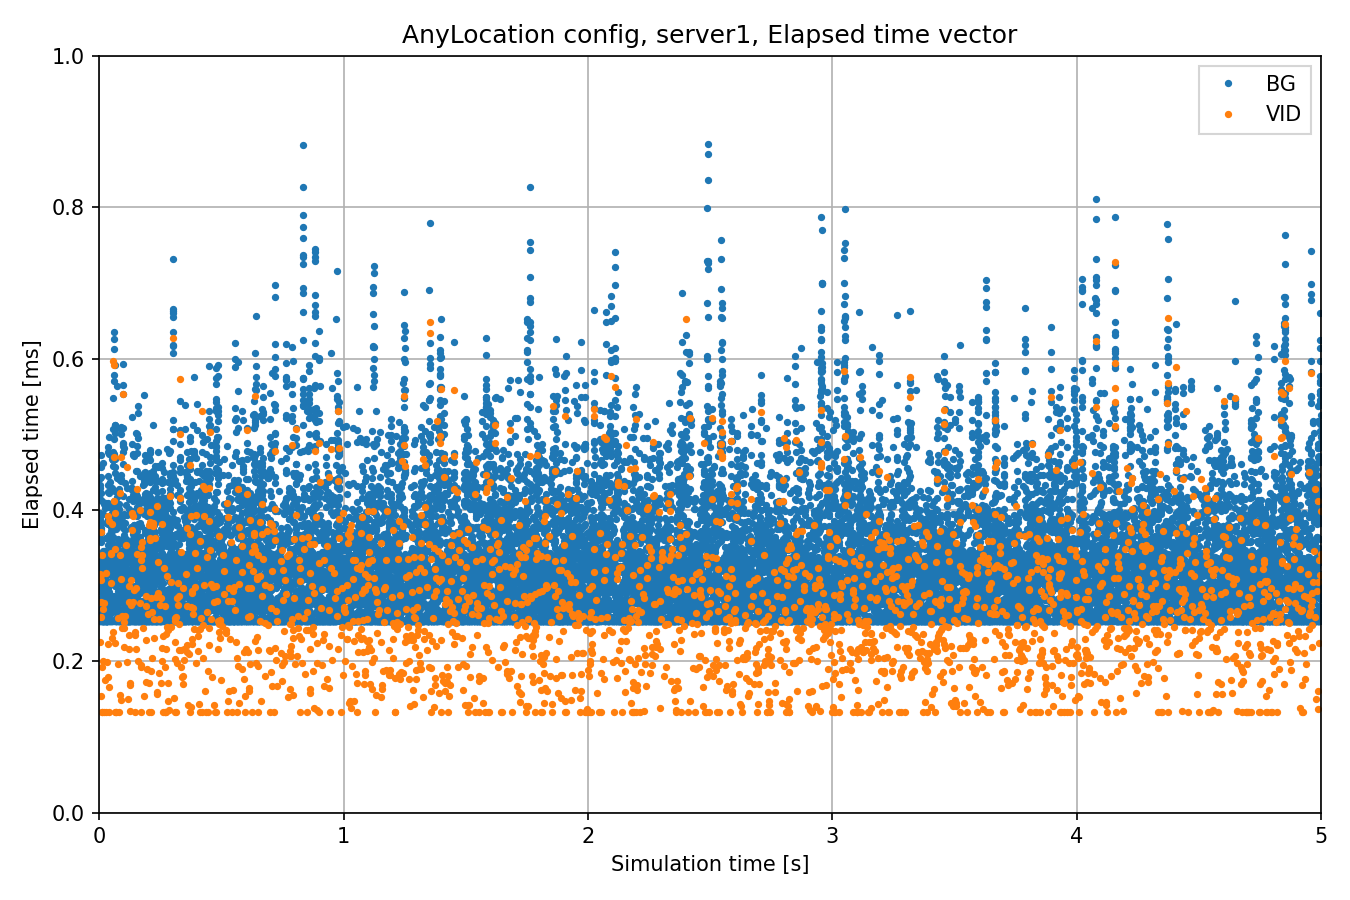 AnyLocation config, server1, Elapsed time vector
BG
VID
1.0
0.8
0.6
0.4
0.2
0.0
Elapsed time [ms]
0 1 2 3 4 5
Simulation time [s]